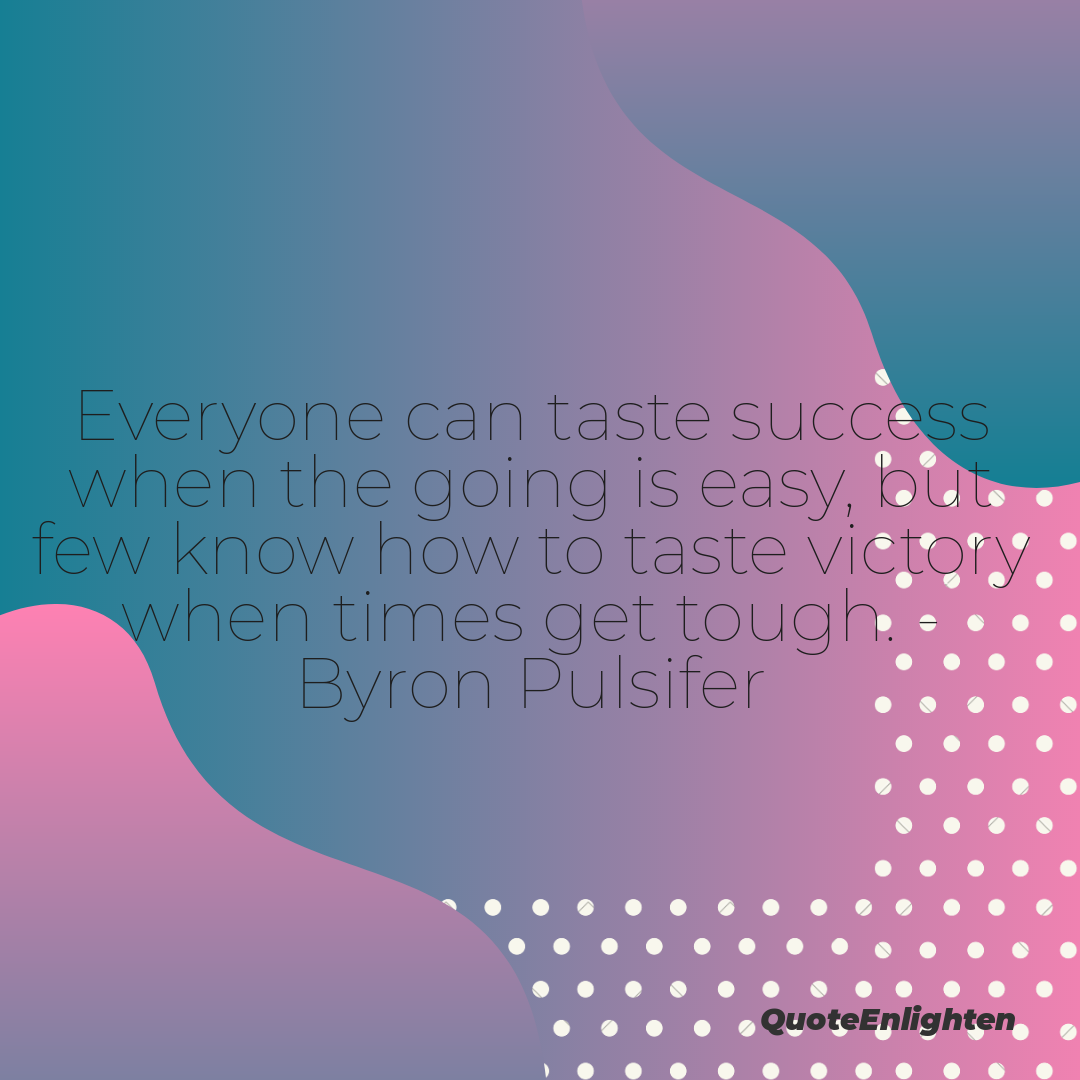 Everyone can taste success
when the going is easy, but
few know how to taste victory
when times get tough. -
Byron Pulsifer
QuoteEnlighten